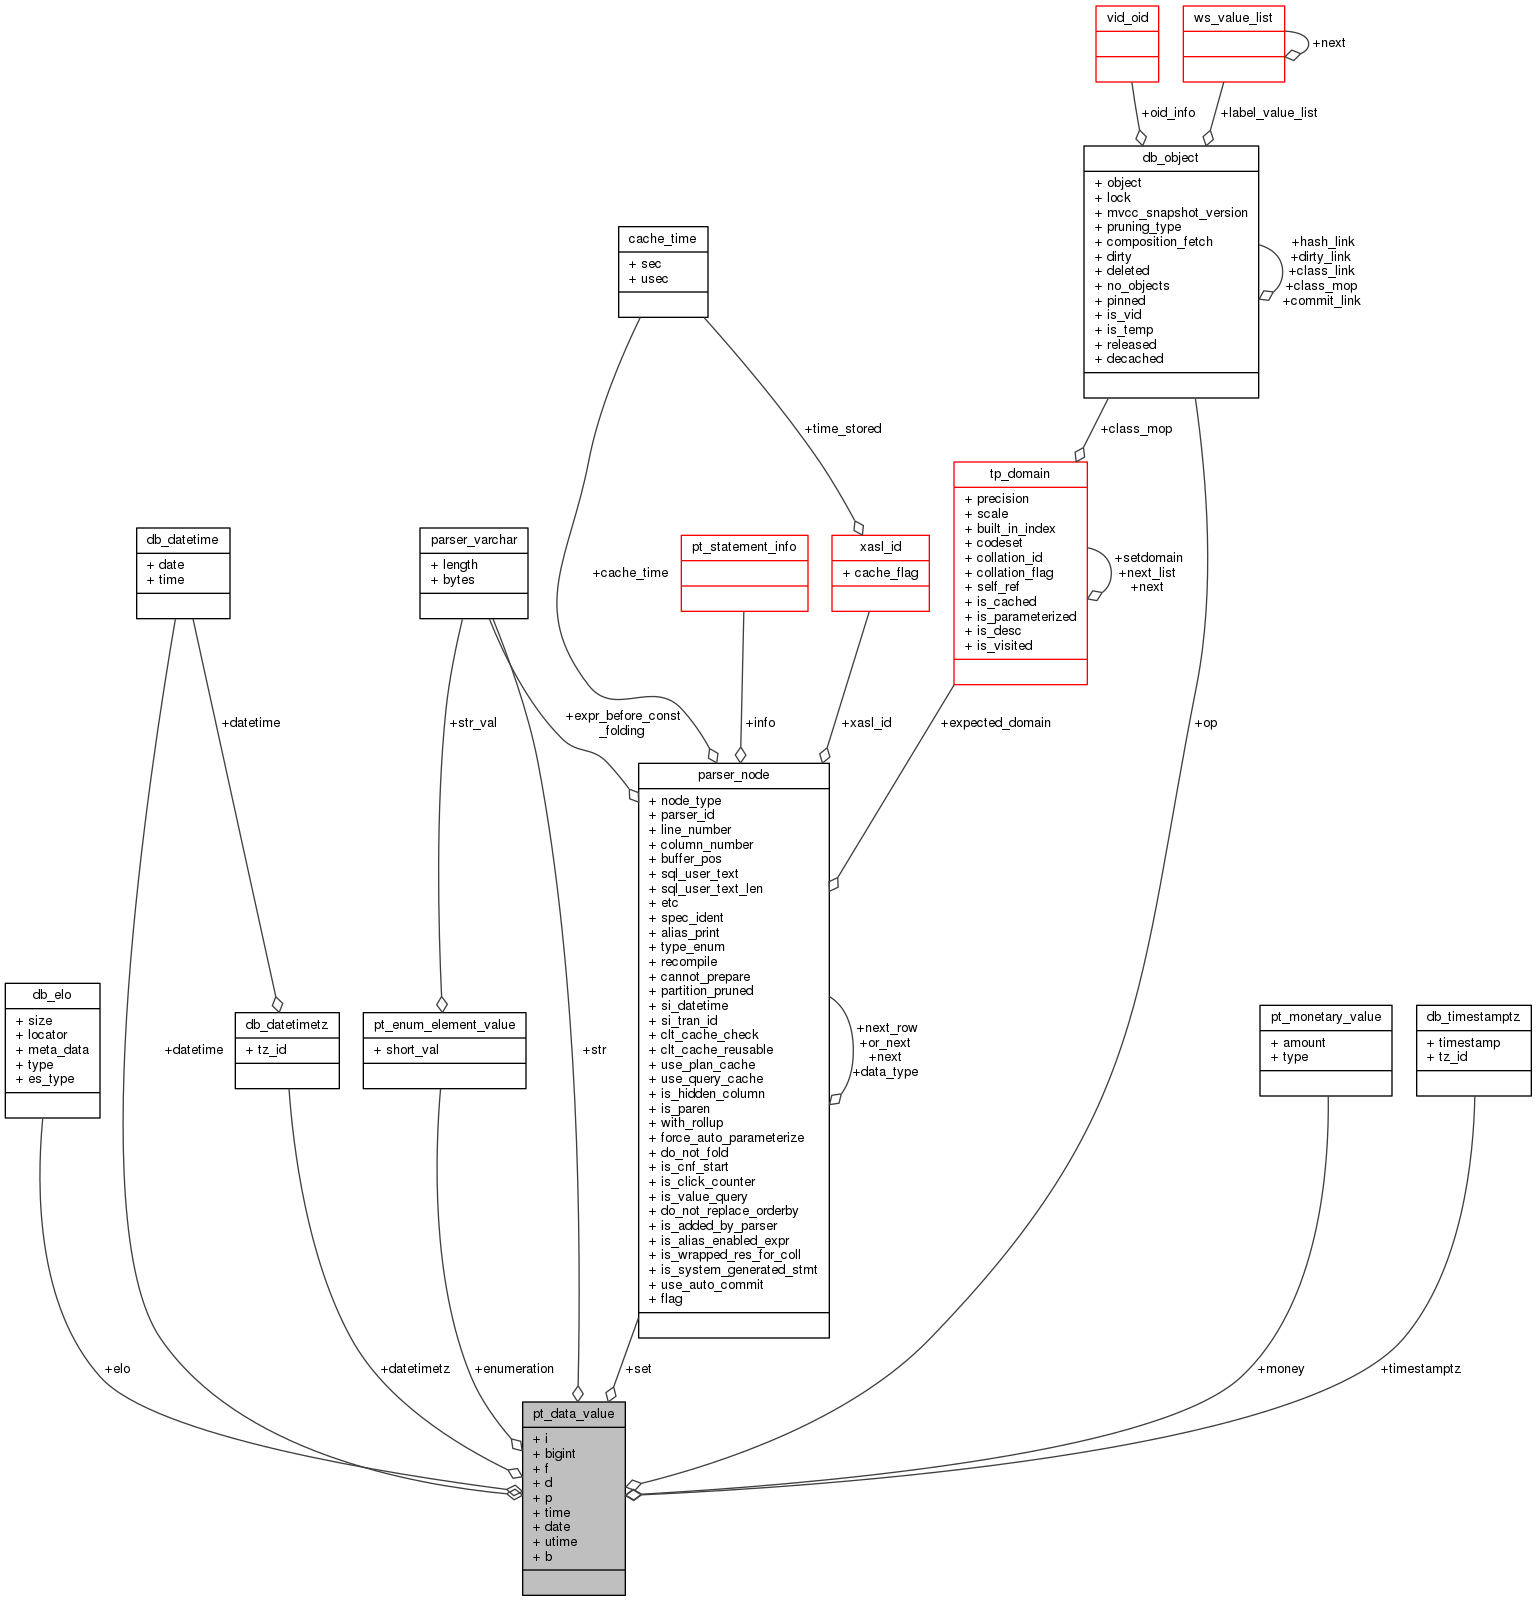 vid_oid
ws_value_list
+next
+oid_info
+label_value_list
db_object
+ object
+ lock
+ mvcc_snapshot_version
+ pruning_type
+ composition_fetch
+ dirty
+ deleted
+ no_objects
+ pinned
+ is_vid
+ is_temp
+ released
+ decached
+hash_link
+dirty_link
+class_link
+class_mop
+commit_link
cache_time
+ sec
+ usec
+time_stored
+class_mop
tp_domain
+ precision
+ scale
+ built_in_index
+ codeset
+ collation_id
+ collation_flag
+ self_ref
+ is_cached
+ is_parameterized
+ is_desc
+ is_visited
+setdomain
+next_list
+next
db_datetime
+ date
+ time
parser_varchar
+ length
+ bytes
+cache_time
pt_statement_info
xasl_id
+ cache_flag
+datetime
+str_val
+expr_before_const
_folding
+info
+xasl_id
+expected_domain
+op
parser_node
+ node_type
+ parser_id
+ line_number
+ column_number
+ buffer_pos
+ sql_user_text
+ sql_user_text_len
+ etc
+ spec_ident
+ alias_print
+ type_enum
+ recompile
+ cannot_prepare
+ partition_pruned
+ si_datetime
+ si_tran_id
+ clt_cache_check
+ clt_cache_reusable
+ use_plan_cache
+ use_query_cache
+ is_hidden_column
+ is_paren
+ with_rollup
+ force_auto_parameterize
+ do_not_fold
+ is_cnf_start
+ is_click_counter
+ is_value_query
+ do_not_replace_orderby
+ is_added_by_parser
+ is_alias_enabled_expr
+ is_wrapped_res_for_coll
+ is_system_generated_stmt
+ use_auto_commit
+ flag
+next_row
+or_next
+next
+data_type
db_elo
+ size
+ locator
+ meta_data
+ type
+ es_type
+datetime
db_datetimetz
+ tz_id
pt_enum_element_value
+ short_val
+str
pt_monetary_value
+ amount
+ type
db_timestamptz
+ timestamp
+ tz_id
+elo
+datetimetz
+enumeration
+set
+money
+timestamptz
pt_data_value
+ i
+ bigint
+ f
+ d
+ p
+ time
+ date
+ utime
+ b